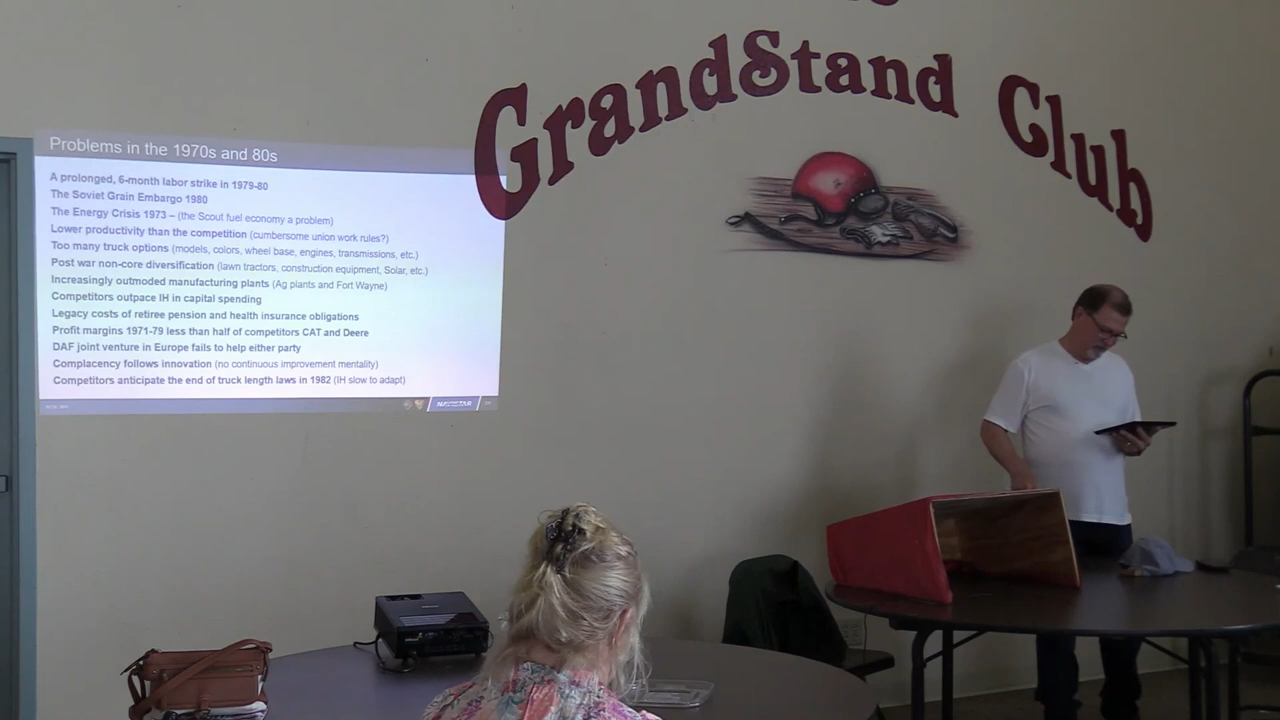 GrandStand Club
Problems in the 1970s and 80s
A prolonged, 6-month labor strike in 1979-80
The Soviet Grain Embargo 1980
The Energy Crisis 1973 – (the Scout fuel economy a problem)
Lower productivity than the competition (cumbersome union work rules?)
Too many truck options (models, colors, wheel base, engines, transmissions, etc.)
Post war non-core diversification (lawn tractors, construction equipment, Solar, etc.)
Increasingly outmoded manufacturing plants (Ag plants and Fort Wayne)
Competitors outpace IH in capital spending
Legacy costs of retiree pension and health insurance obligations
Profit margins 1971-79 less than half of competitors CAT and Deere
DAF joint venture in Europe fails to help either party
Complacency follows innovation (no continuous improvement mentality)
Competitors anticipate the end of truck length laws in 1982 (IH slow to adapt)
NAVISTAR